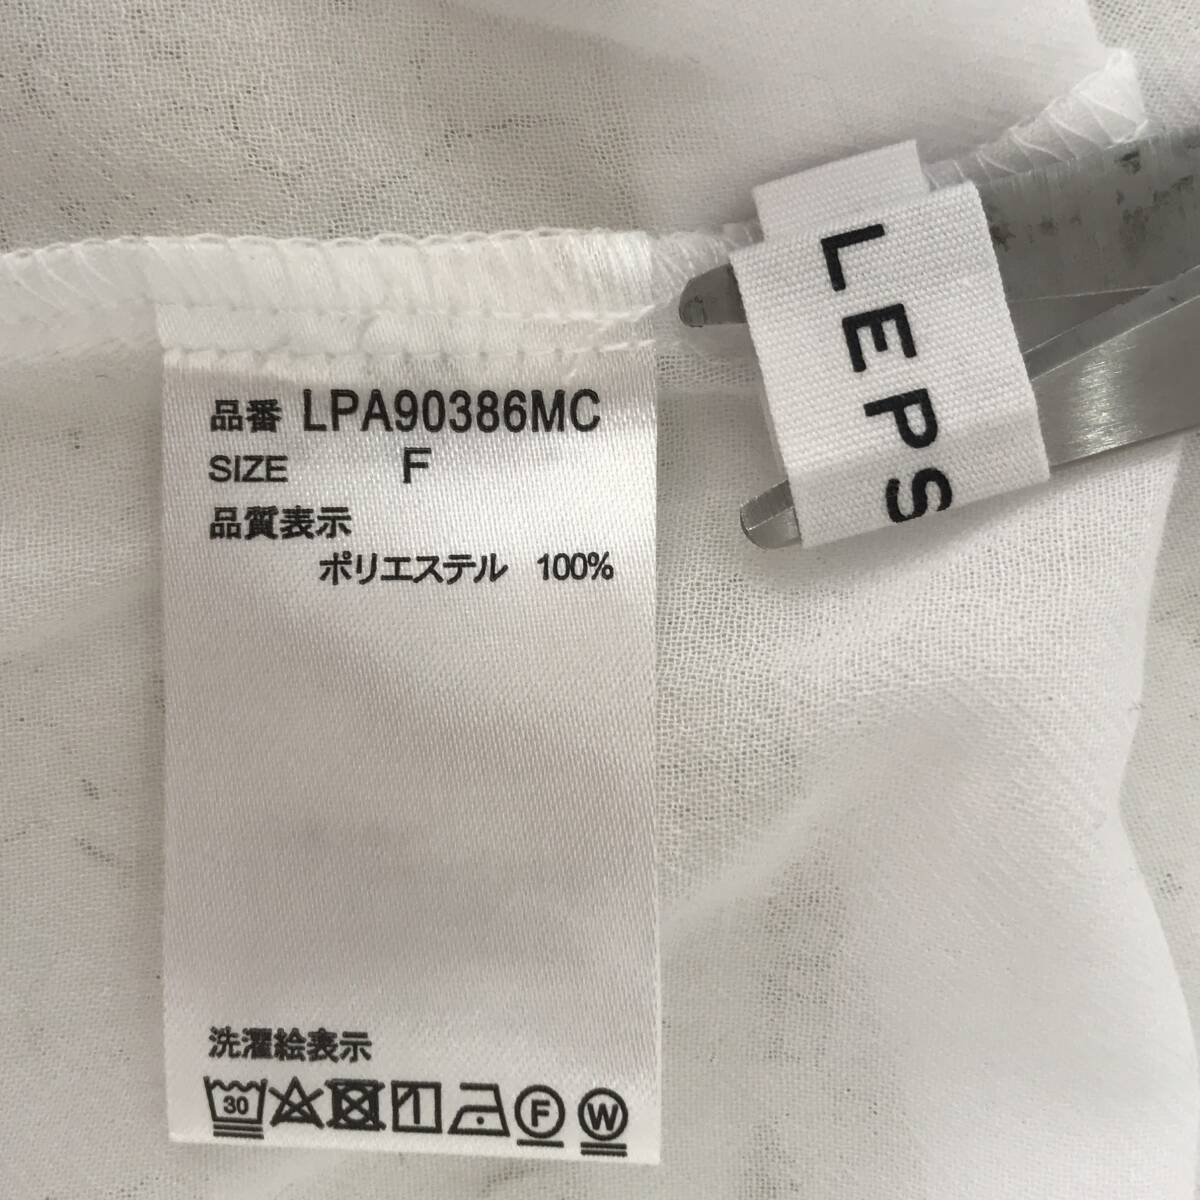 LEPS
品番 LPA90386MC
SIZE F
品質表示
ポリエステル 100%
洗濯絵表示
30 F W